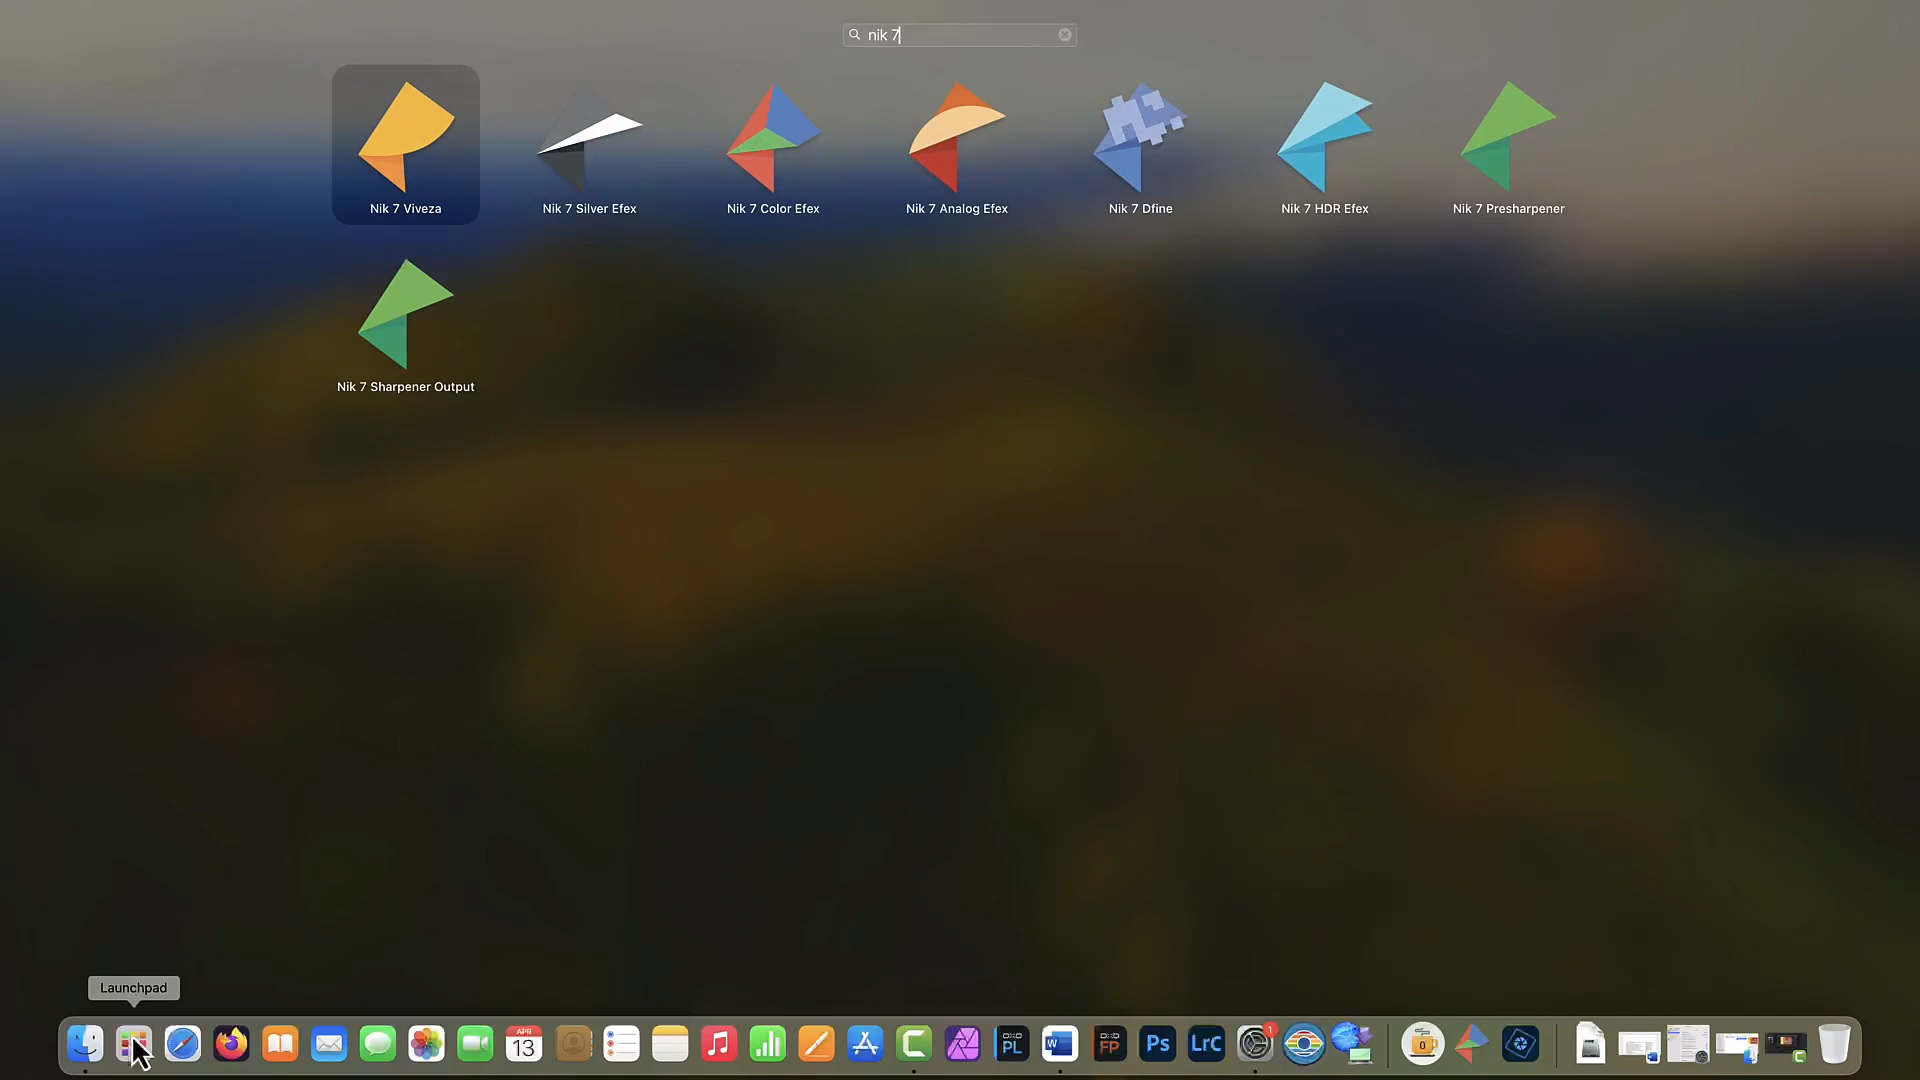 nik 7
Nik 7 Viveza
Nik 7 Silver Efex
Nik 7 Color Efex
Nik 7 Analog Efex
Nik 7 Dfine
Nik 7 HDR Efex
Nik 7 Presharpener
Nik 7 Sharpener Output
Launchpad
APR
13
PL
W
FP
Ps
LrC
1
0